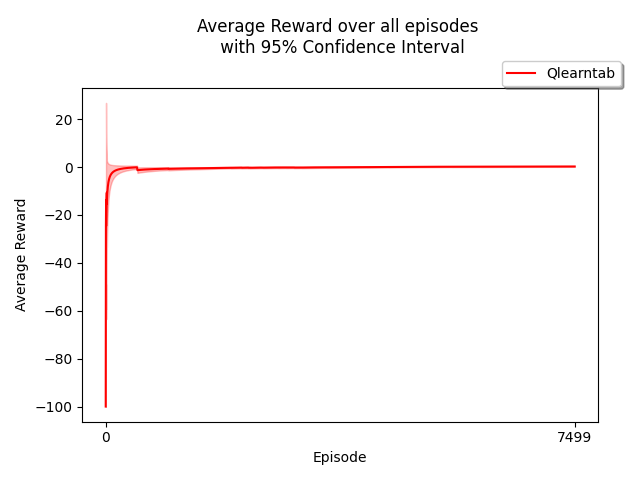 Average Reward over all episodes
with 95% Confidence Interval
Qlearntab
20
0
−20
−40
−60
−80
−100
Average Reward
0
7499
Episode